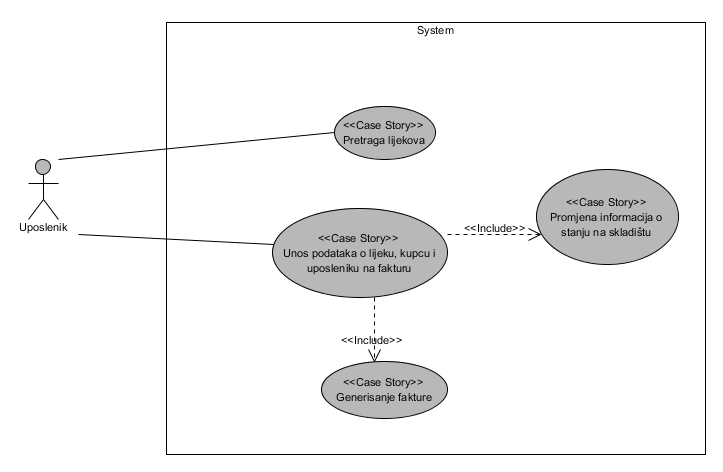 System
<<Case Story>>
Pretraga lijekova
Uposlenik
<<Case Story>>
Unos podataka o lijeku, kupcu i
uposleniku na fakturu
<<Include>>
<<Case Story>>
Promjena informacija o
stanju na skladištu
<<Include>>
<<Case Story>>
Generisanje fakture